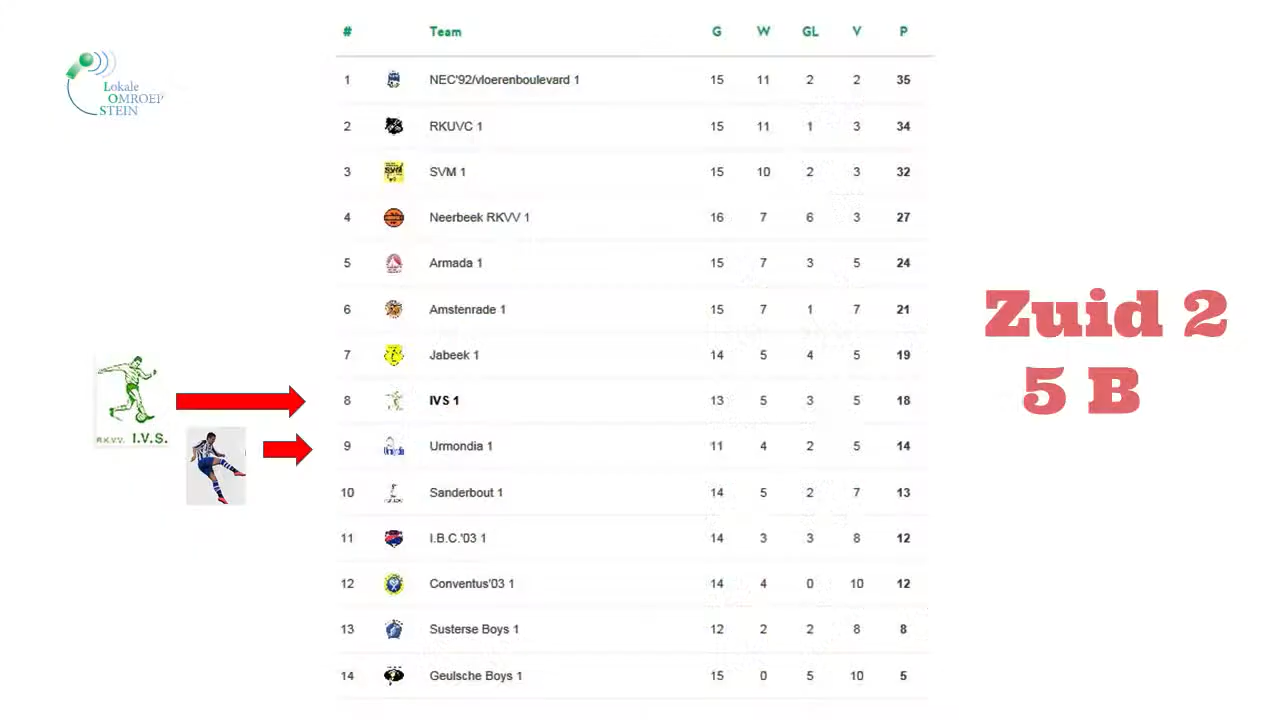 Lokale
OMROEP
STEIN
# Team G W GL V P
1 NEC'92/vloerenboulevard 1 15 11 2 2 35
2 RKUVC 1 15 11 1 3 34
3 SVM 1 15 10 2 3 32
4 Neerbeek RKVV 1 16 7 6 3 27
5 Armada 1 15 7 3 5 24
6 Amstenrade 1 15 7 1 7 21
7 Jabeek 1 14 5 4 5 19
8 IVS 1 13 5 3 5 18
9 Urmondia 1 11 4 2 5 14
10 Sanderbout 1 14 5 2 7 13
11 I.B.C.'03 1 14 3 3 8 12
12 Conventus'03 1 14 4 0 10 12
13 Susterse Boys 1 12 2 2 8 8
14 Geulsche Boys 1 15 0 5 10 5
R.K.V.V. I.V.S.
Zuid 2
5 B